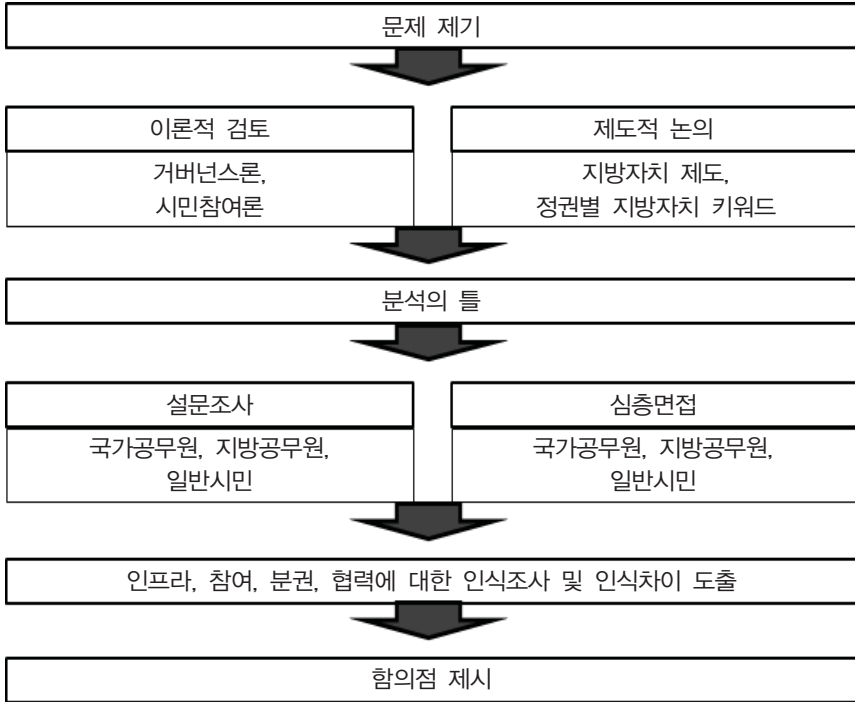 문제 제기
이론적 검토
거버넌스론,
시민참여론
제도적 논의
지방자치 제도,
정권별 지방자치 키워드
분석의 틀
설문조사
국가공무원, 지방공무원,
일반시민
심층면접
국가공무원, 지방공무원,
일반시민
인프라, 참여, 분권, 협력에 대한 인식조사 및 인식차이 도출
함의점 제시